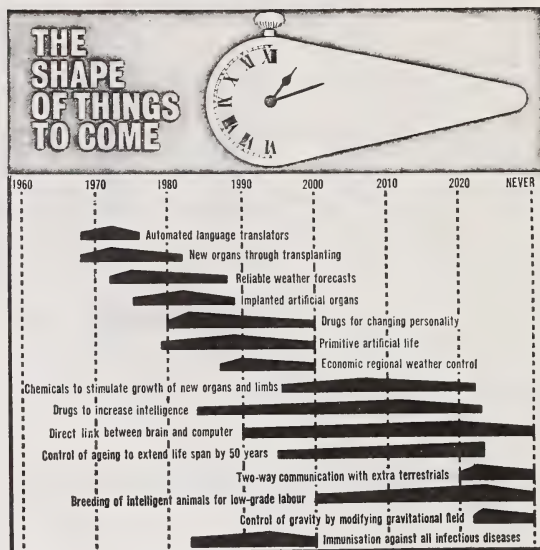 THE
SHAPE
OF THINGS
TO COME
1960 1970 1980 1990 2000 2020 NEVER
Automated language translators
New organs through transplanting
Reliable weather forecasts
Implanted artificial organs
Drugs for changing personality
Primitive artificial life
Economic regional weather control
Chemicals to stimulate growth of new organs and limbs
Drugs to increase intelligence
Direct link between brain and computer
Control of ageing to extend life span by 50 years
Two-way communication with extra terrestrials
Breeding of intelligent animals for low-grade labour
Control of gravity by modifying gravitational field
Immunisation against all infectious diseases